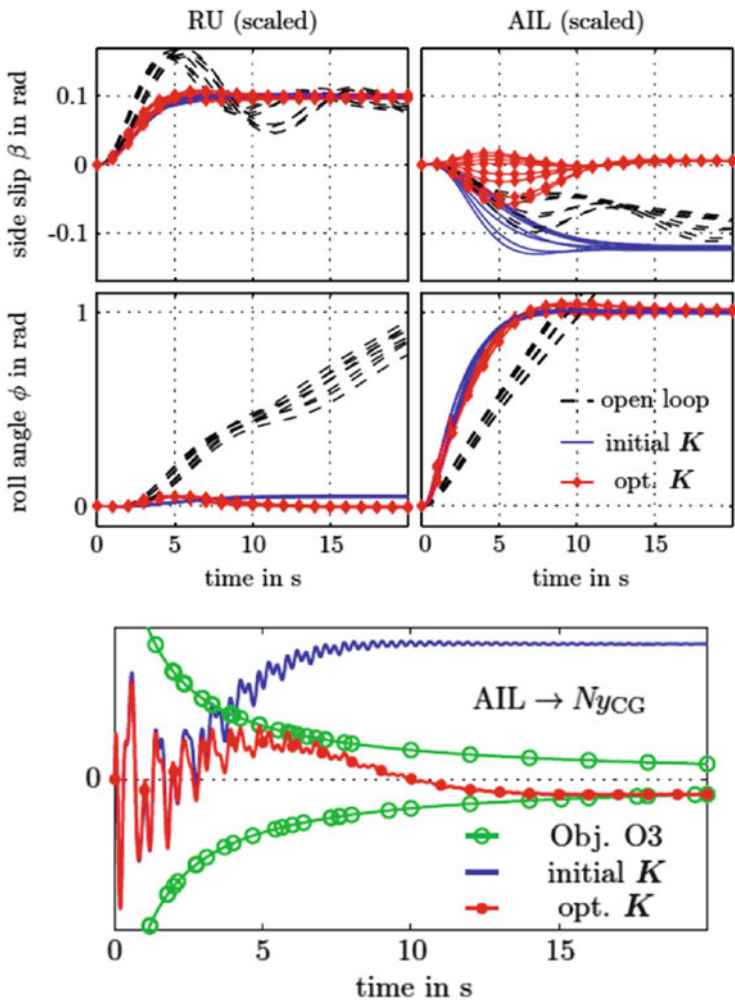 RU (scaled)
AIL (scaled)
side slip β in rad
0.1
0
-0.1
roll angle ϕ in rad
1
0
open loop
initial K
opt. K
0 5 10 15
0 5 10 15
time in s
time in s
AIL → NyCG
0
Obj. O3
initial K
opt. K
0 5 10 15
time in s